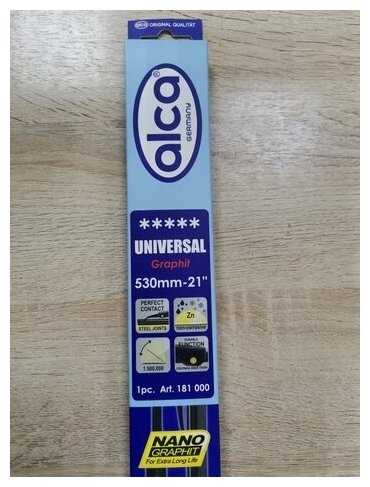 ORIGINAL QUALITÄT
alca®
GERMANY
*****
UNIVERSAL
Graphit
530mm-21"
PERFECT
CONTACT
STEEL JOINTS
Zn
1.500.000
DOUBLE
FUNCTION
1pc. Art. 181 000
NANO
GRAPHIT
For Extra Long Life